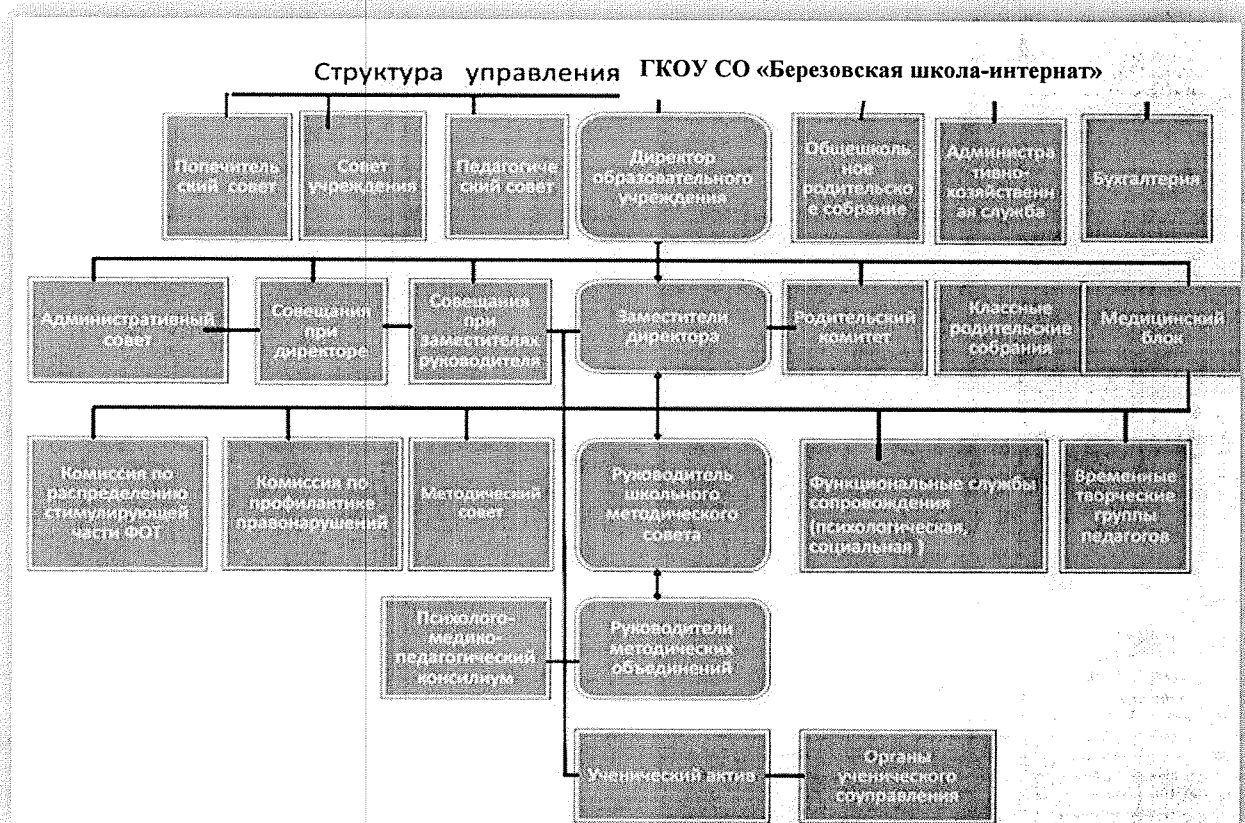 Структура управления ГКОУ СО «Березовская школа-интернат»
Попечитель
ский совет
Совет
учреждения
Педагогиче
ский совет
Директор
образовательного
учреждения
Общешколь
ное
родительско
е собрание
Администра
тивно-
хозяйственн
ая служба
Бухгалтерия
Административный
совет
Совещания
при
директоре
Совещания
при
заместителях
руководителя
Заместители
директора
Родительский
комитет
Классные
родительские
собрания
Медицинский
блок
Комиссия по
распределению
стимулирующей
части ФОТ
Комиссия по
профилактике
правонарушений
Методический
совет
Руководитель
школьного
методического
совета
Функциональные службы
сопровождения
(психологическая,
социальная )
Временные
творческие
группы
педагогов
Психолого-
медико-
педагогический
консилиум
Руководители
методических
объединений
Ученический актив
Органы
ученического
соуправления